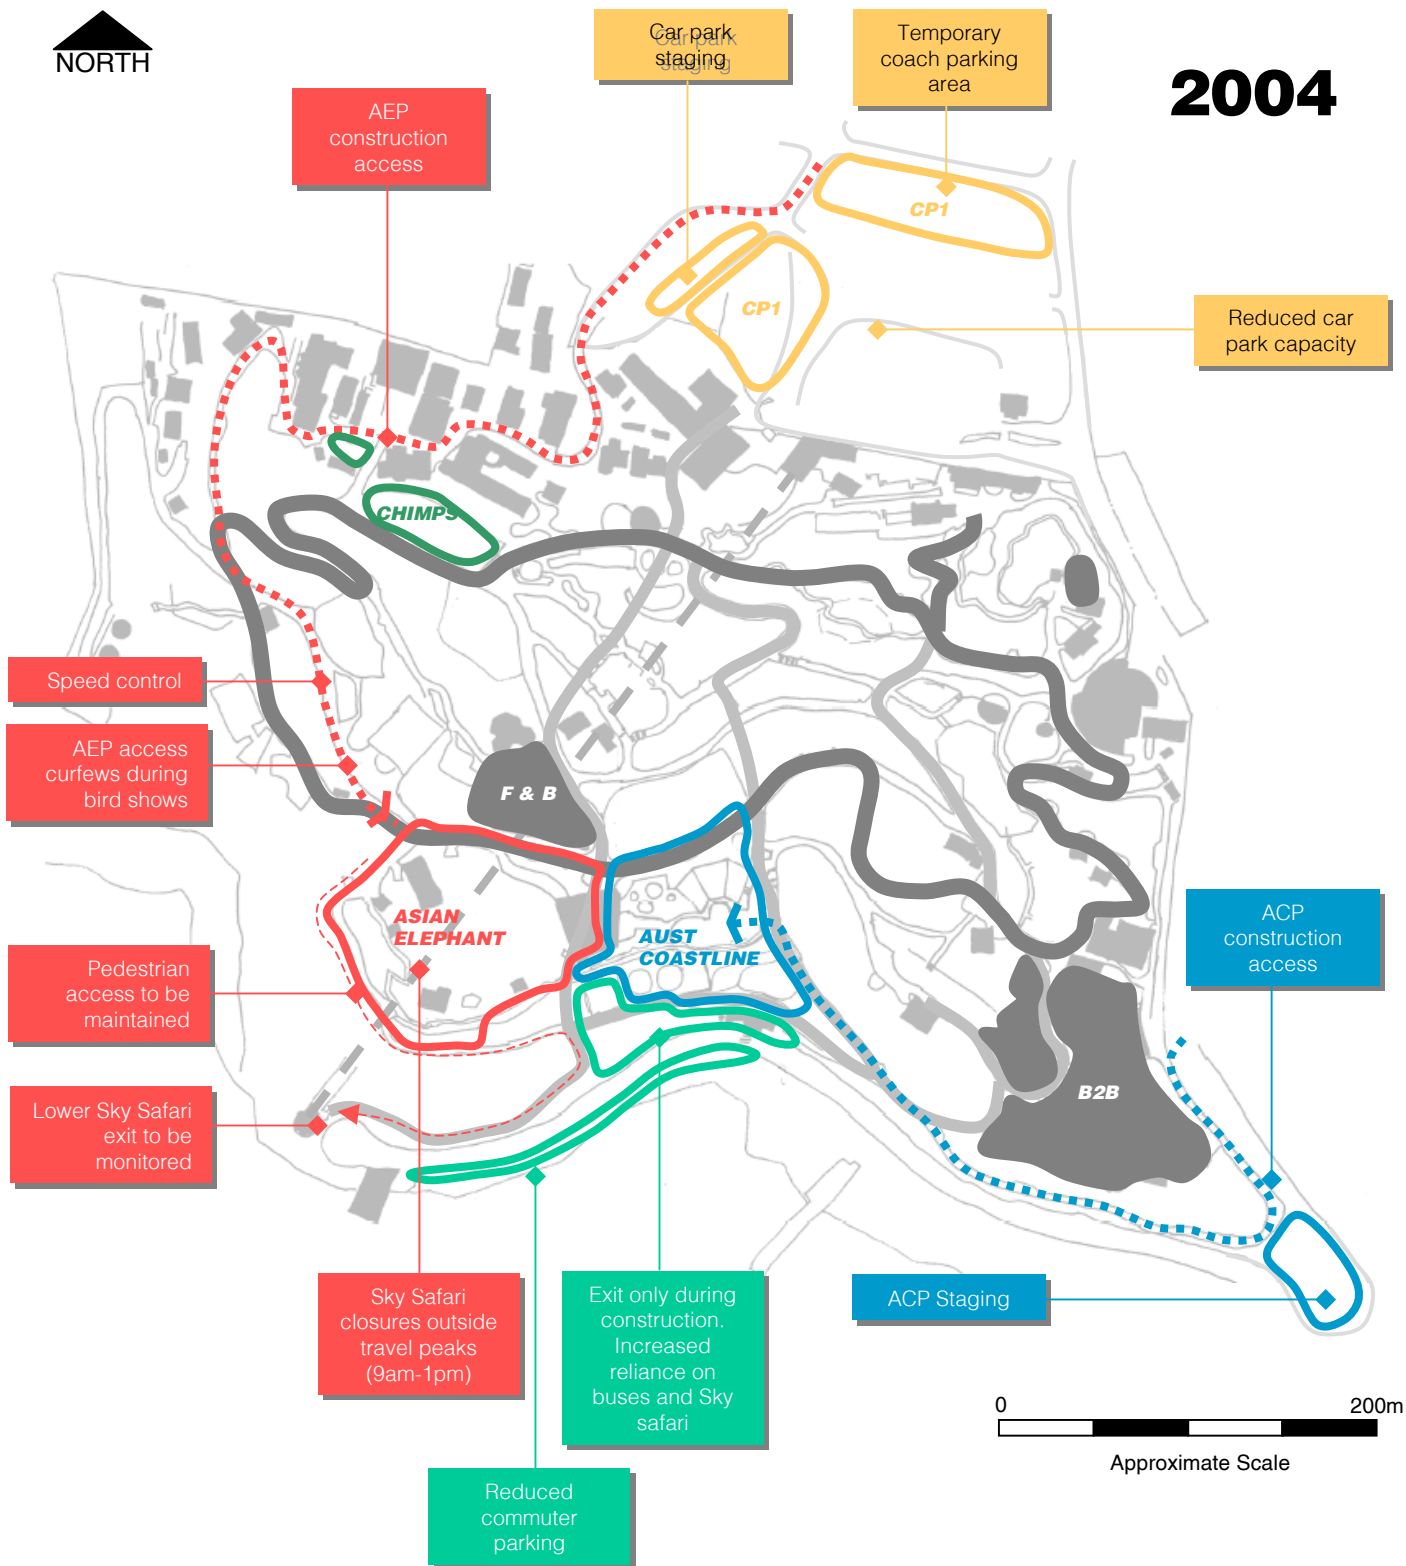 NORTH
2004
Car park
staging
Temporary
coach parking
area
AEP
construction
access
CP1
CP1
Reduced car
park capacity
CHIMPS
Speed control
AEP access
curfews during
bird shows
F & B
ASIAN
ELEPHANT
AUST
COASTLINE
ACP
construction
access
Pedestrian
access to be
maintained
B2B
Lower Sky Safari
exit to be
monitored
Sky Safari
closures outside
travel peaks
(9am-1pm)
Exit only during
construction.
Increased
reliance on
buses and Sky
safari
ACP Staging
Reduced
commuter
parking
0
200m
Approximate Scale